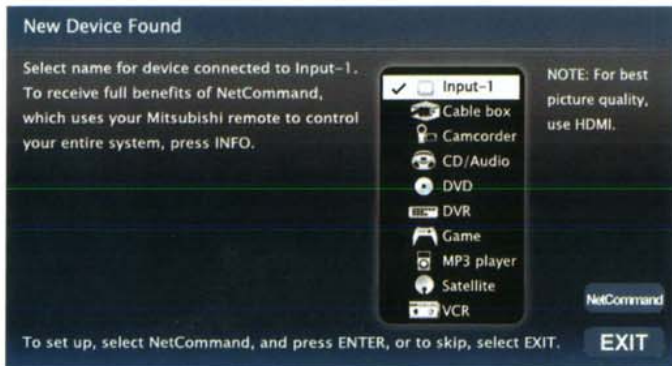 New Device Found
Select name for device connected to Input-1.
To receive full benefits of NetCommand,
which uses your Mitsubishi remote to control
your entire system, press INFO.
✓ Input-1
Cable box
Camcorder
CD/Audio
DVD
DVR
Game
MP3 player
Satellite
VCR
NOTE: For best
picture quality,
use HDMI.
NetCommand
To set up, select NetCommand, and press ENTER, or to skip, select EXIT.
EXIT